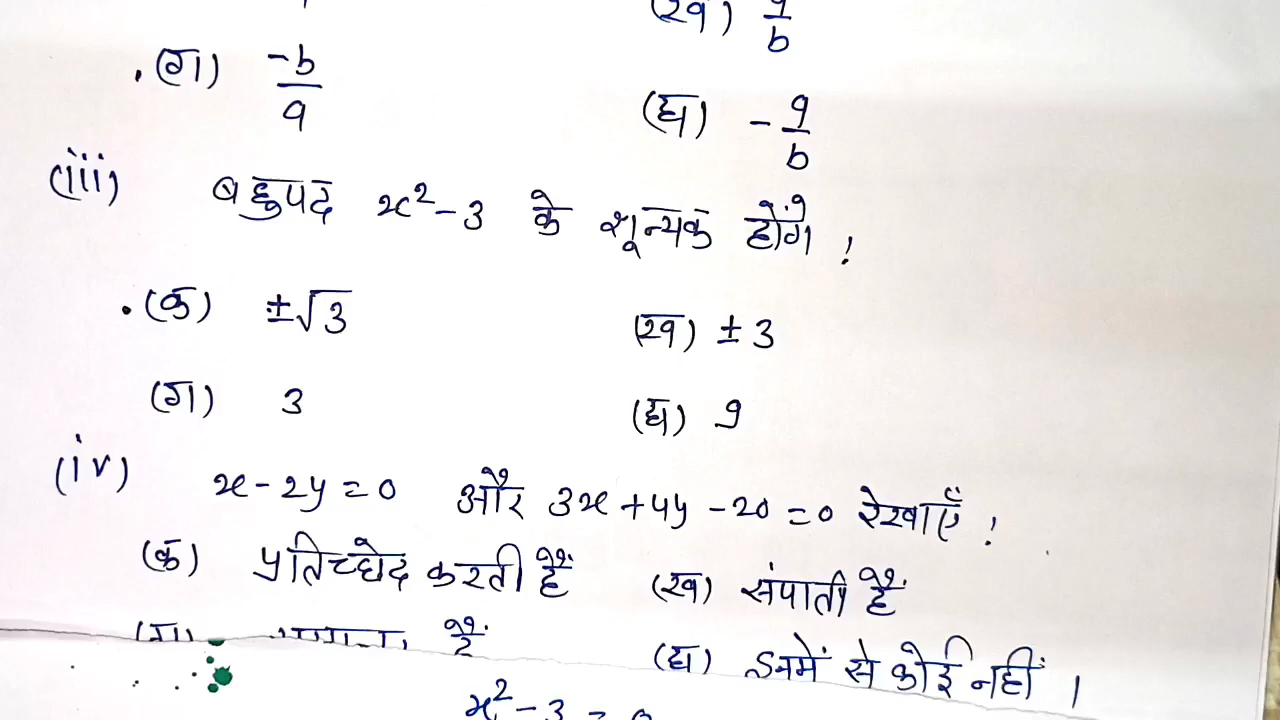 (ख) a/b
(ग) -b/a
(घ) -a/b
(iii) बहुपद x²-3 के शून्यक होंगे !
(क) ±√3 (ख) ±3
(ग) 3 (घ) 9
(iv) x-2y=0 और 3x+4y-20=0 रेखाएँ !
(क) प्रतिच्छेद करती हैं (ख) संपाती हैं
(ग) हैं
(घ) इनमें से कोई नहीं ।
x²-3 =